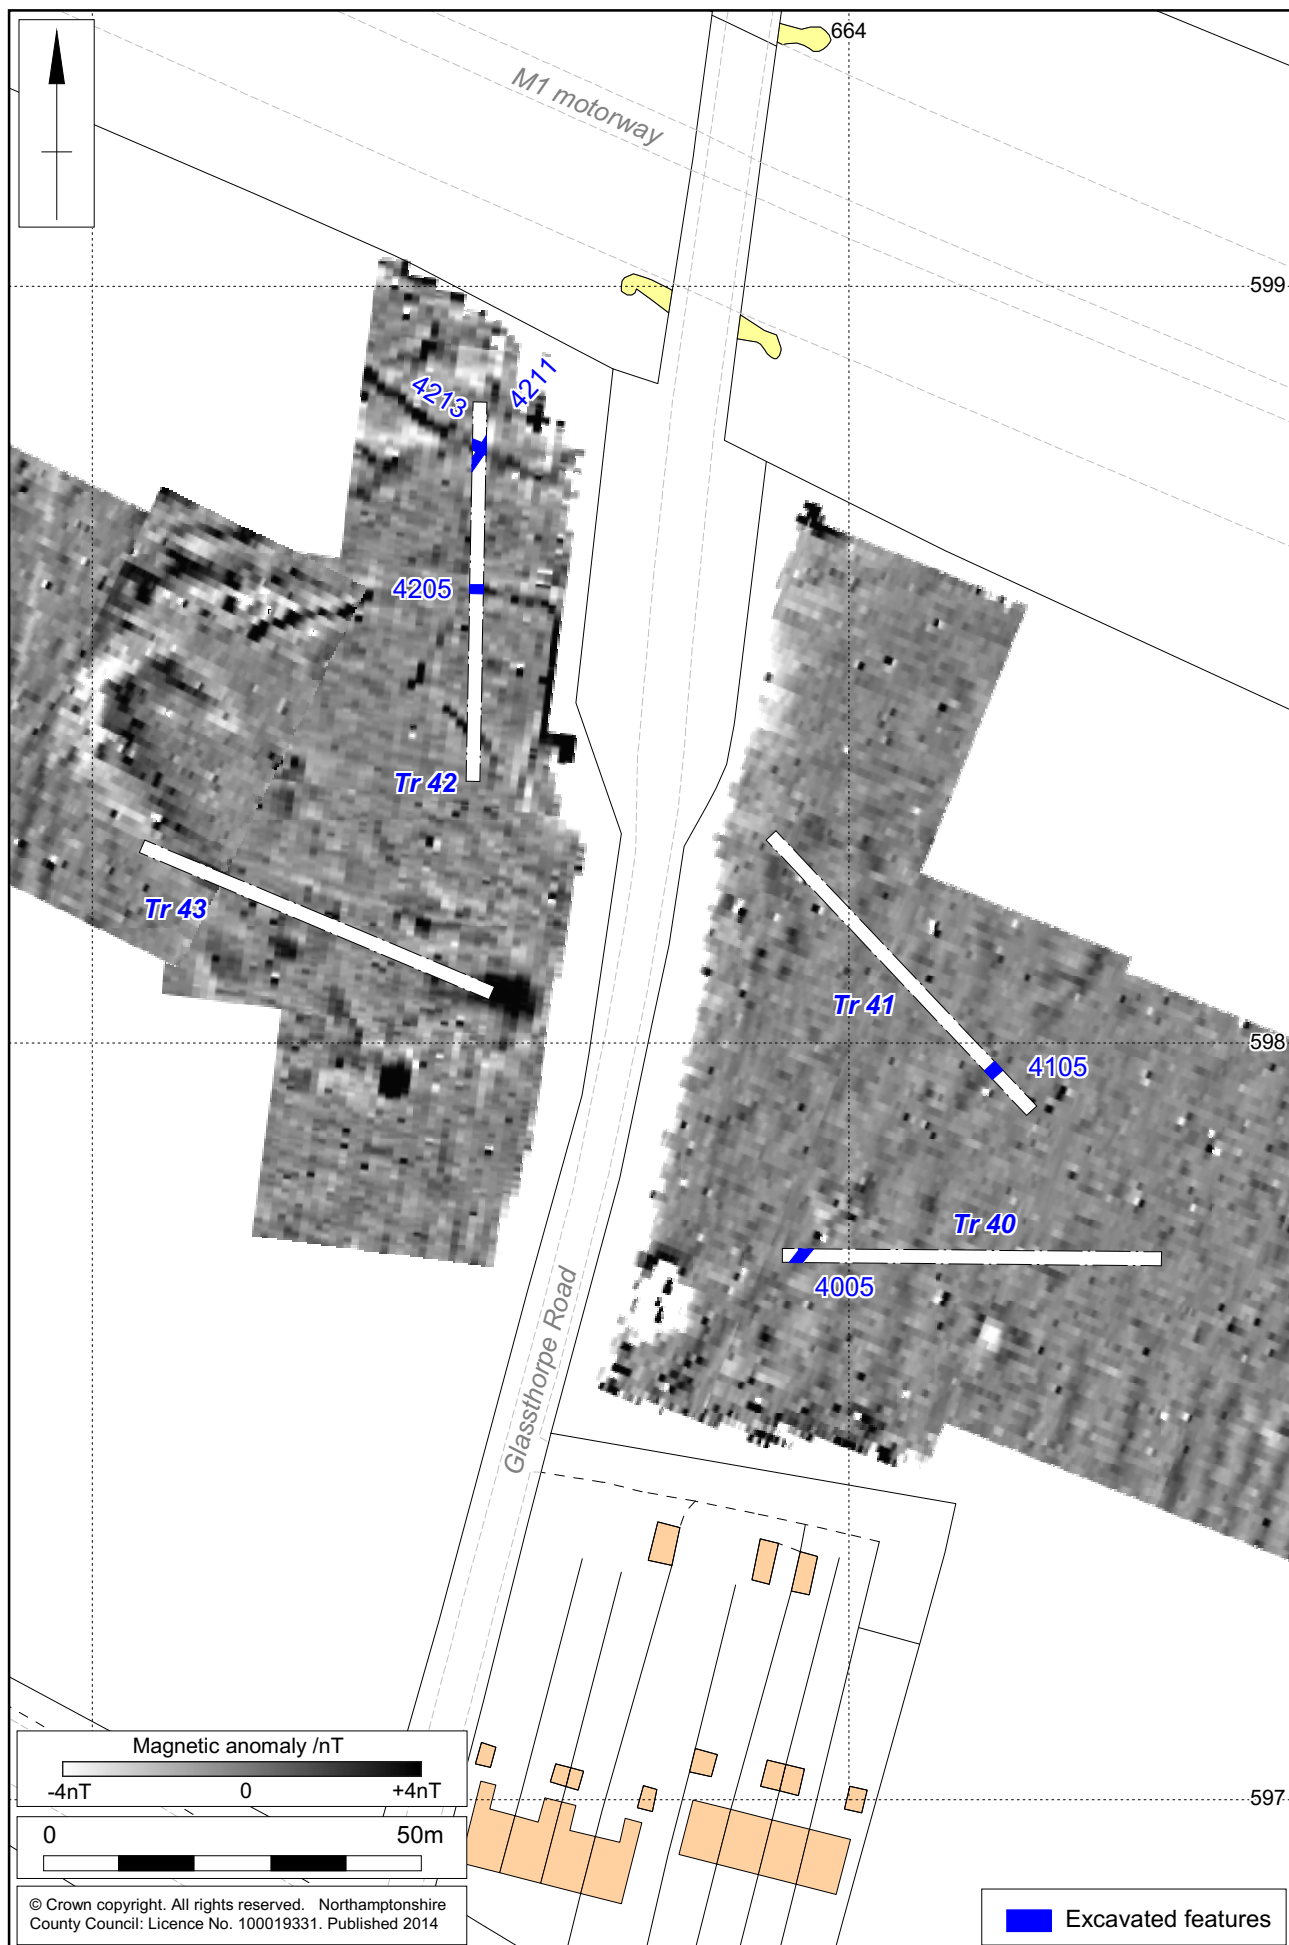 664
M1 motorway
599
4213
4211
4205
Tr 42
Tr 43
Tr 41
598
4105
Tr 40
4005
Glassthorpe Road
Magnetic anomaly /nT
-4nT 0 +4nT
597
0 50m
© Crown copyright. All rights reserved. Northamptonshire
County Council: Licence No. 100019331. Published 2014
Excavated features